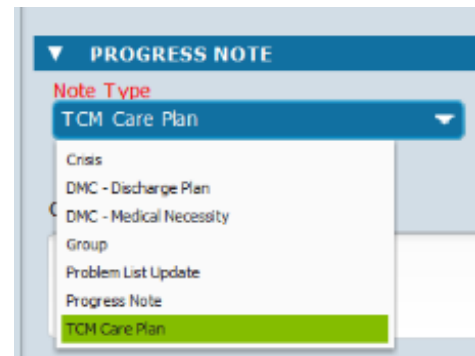 PROGRESS NOTE
Note Type
TCM Care Plan
Crisis
DMC - Discharge Plan
DMC - Medical Necessity
Group
Problem List Update
Progress Note
TCM Care Plan